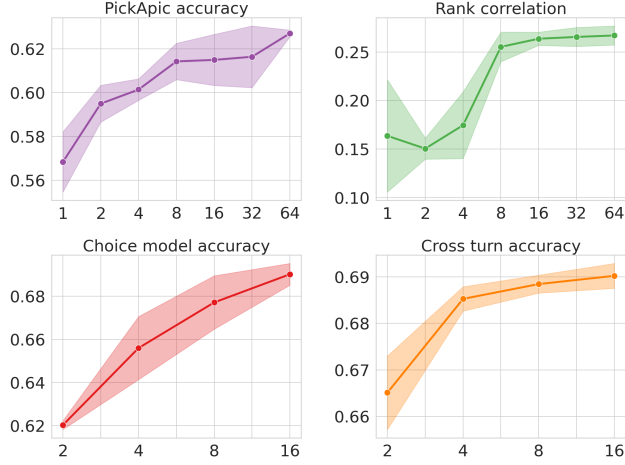 PickApic accuracy
0.62
0.60
0.58
0.56
1 2 4 8 16 32 64
Rank correlation
0.25
0.20
0.15
0.10
1 2 4 8 16 32 64
Choice model accuracy
0.68
0.66
0.64
0.62
2 4 8 16
Cross turn accuracy
0.69
0.68
0.67
0.66
2 4 8 16